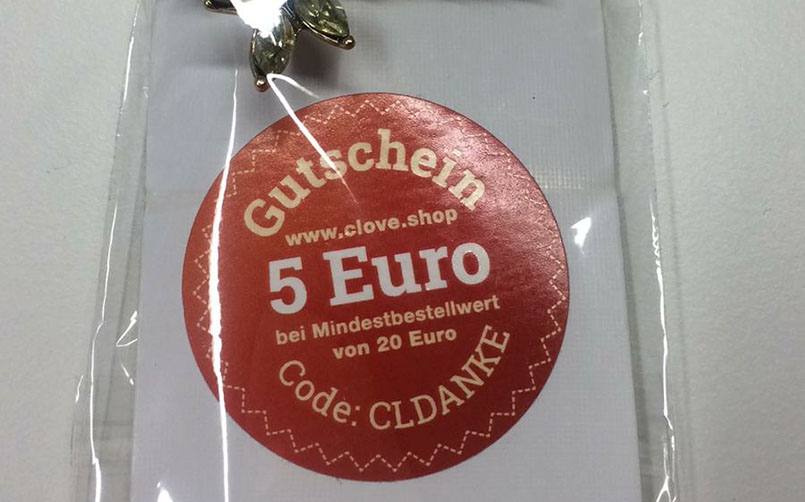 Gutschein
www.clove.shop
5 Euro
bei Mindestbestellwert
von 20 Euro
Code: CLDANKE